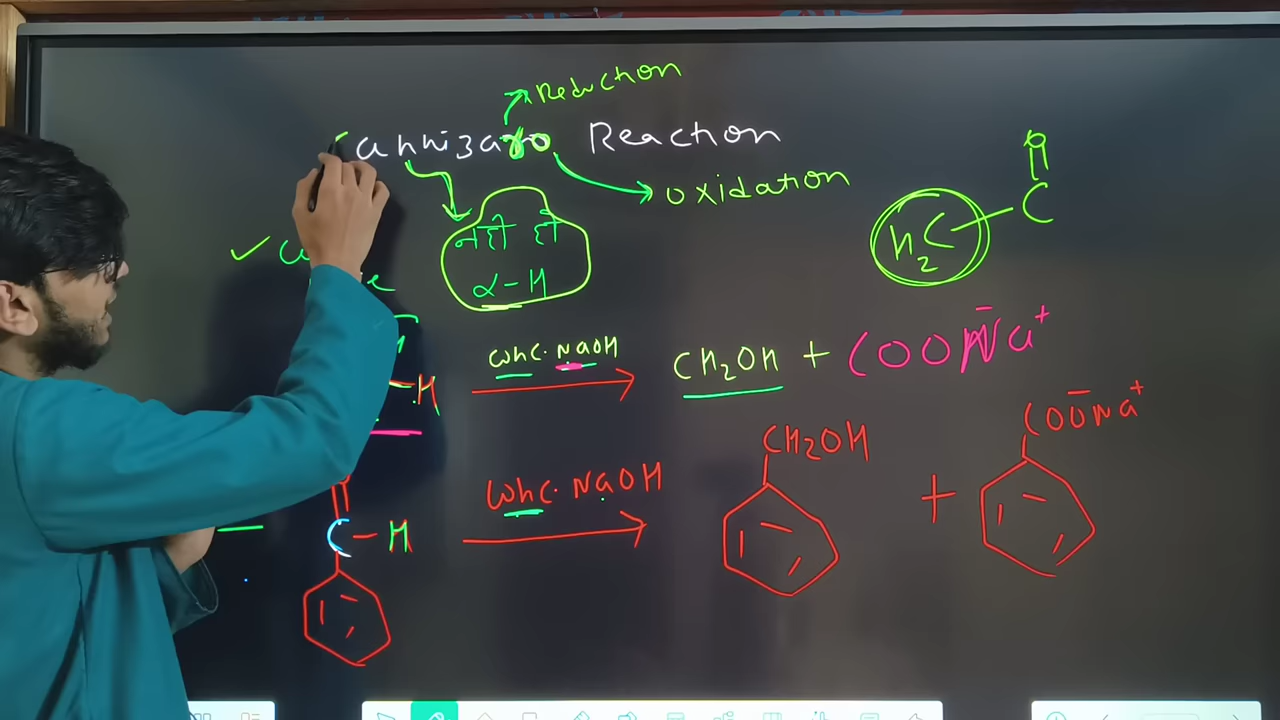 Reduction
Cannizaro Reaction
oxidation
O
नही हो
α-H
H2C C
✓
e
H
conc. NaOH
CH2OH + COO⁻Na⁺
conc. NaOH
C-H
CH2OH + COO⁻Na⁺